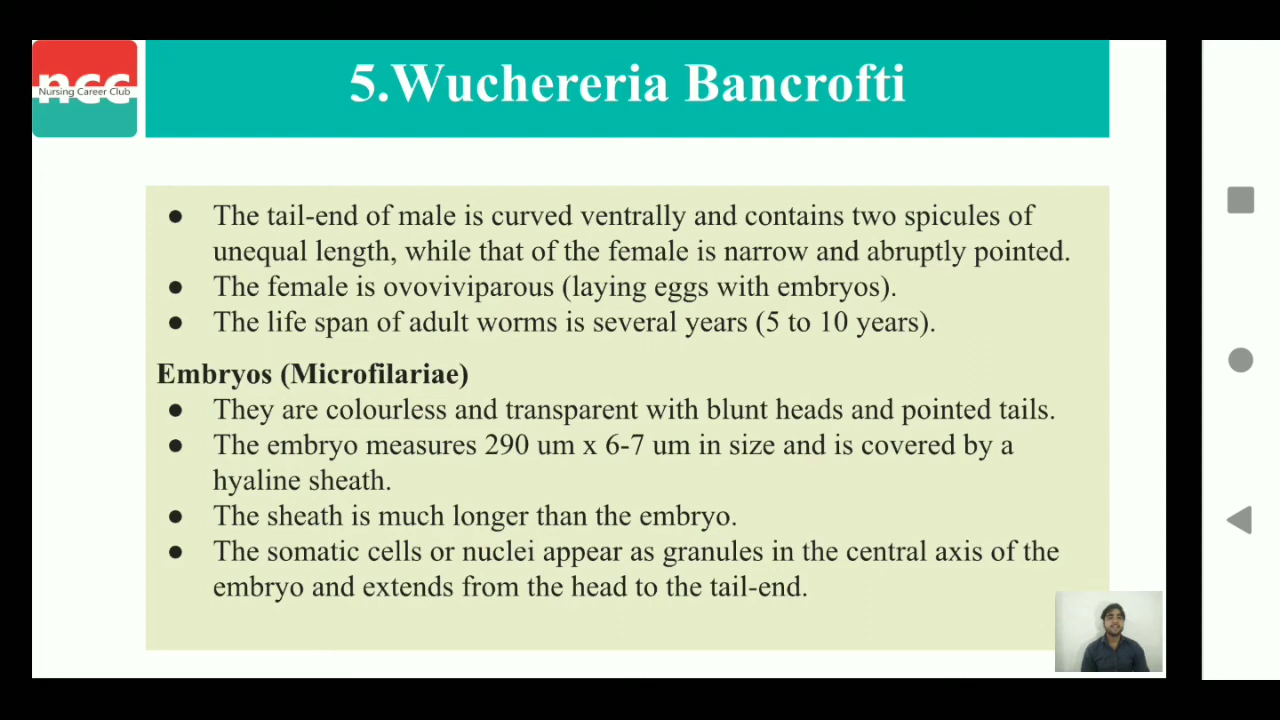 ncc
Nursing Career Club
5.Wuchereria Bancrofti
● The tail-end of male is curved ventrally and contains two spicules of
unequal length, while that of the female is narrow and abruptly pointed.
● The female is ovoviviparous (laying eggs with embryos).
● The life span of adult worms is several years (5 to 10 years).
Embryos (Microfilariae)
● They are colourless and transparent with blunt heads and pointed tails.
● The embryo measures 290 um x 6-7 um in size and is covered by a
hyaline sheath.
● The sheath is much longer than the embryo.
● The somatic cells or nuclei appear as granules in the central axis of the
embryo and extends from the head to the tail-end.